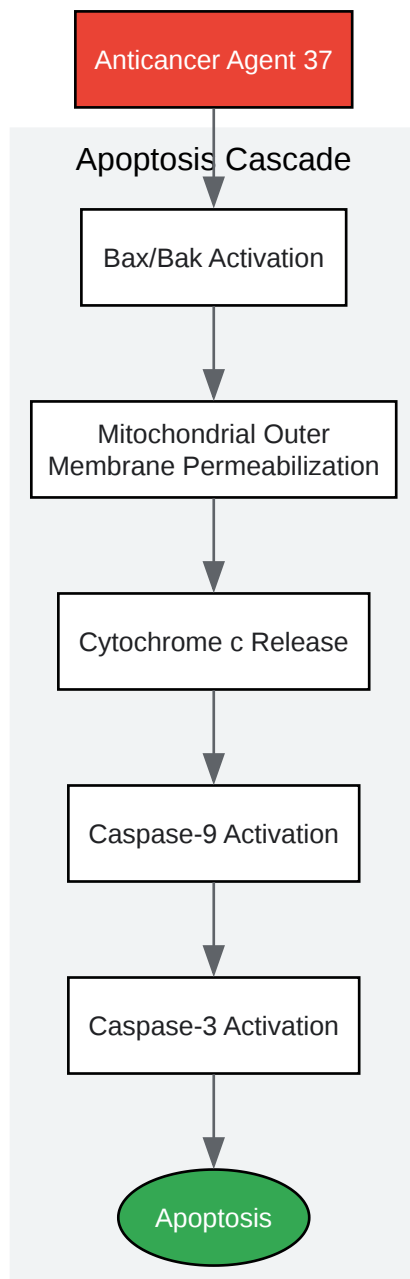 Anticancer Agent 37
Apoptosis Cascade
Bax/Bak Activation
Mitochondrial Outer
Membrane Permeabilization
Cytochrome c Release
Caspase-9 Activation
Caspase-3 Activation
Apoptosis